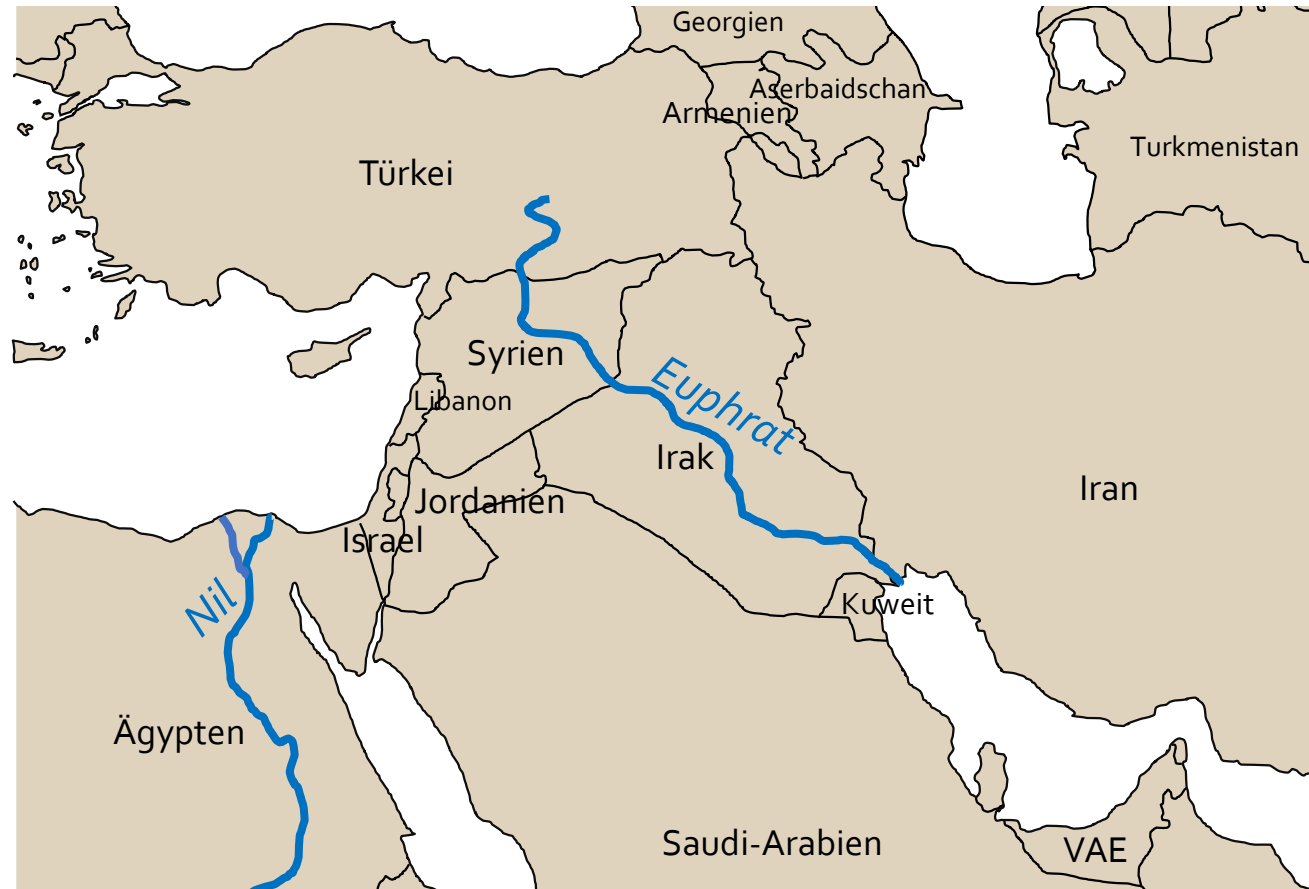 Georgien
Aserbaidschan
Armenien
Turkmenistan
Türkei
Syrien
Euphrat
Libanon
Irak
Iran
Jordanien
Israel
Nil
Kuweit
Ägypten
Saudi-Arabien
VAE